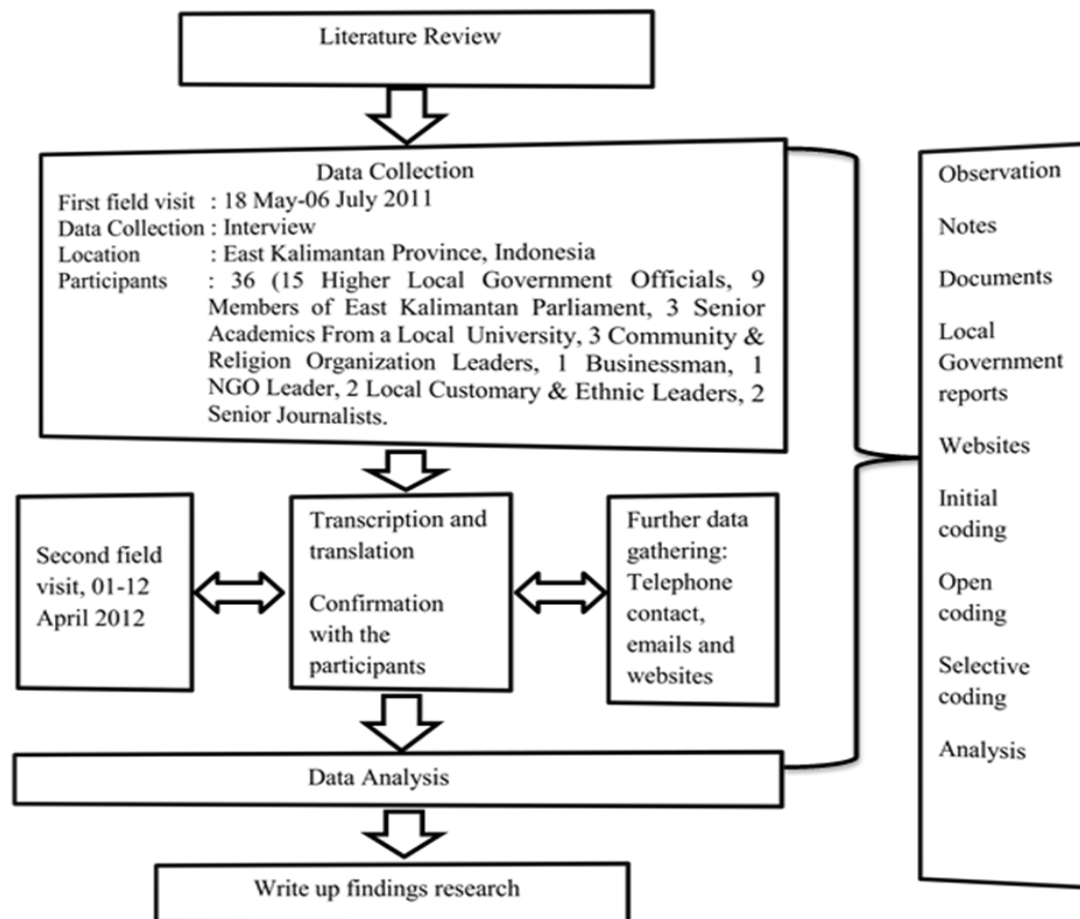 Literature Review
Data Collection
First field visit : 18 May-06 July 2011
Data Collection : Interview
Location : East Kalimantan Province, Indonesia
Participants : 36 (15 Higher Local Government Officials, 9
Members of East Kalimantan Parliament, 3 Senior
Academics From a Local University, 3 Community &
Religion Organization Leaders, 1 Businessman, 1
NGO Leader, 2 Local Customary & Ethnic Leaders, 2
Senior Journalists.
Second field
visit, 01-12
April 2012
Transcription and
translation
Confirmation
with the
participants
Further data
gathering:
Telephone
contact,
emails and
websites
Data Analysis
Write up findings research
Observation
Notes
Documents
Local
Government
reports
Websites
Initial
coding
Open
coding
Selective
coding
Analysis